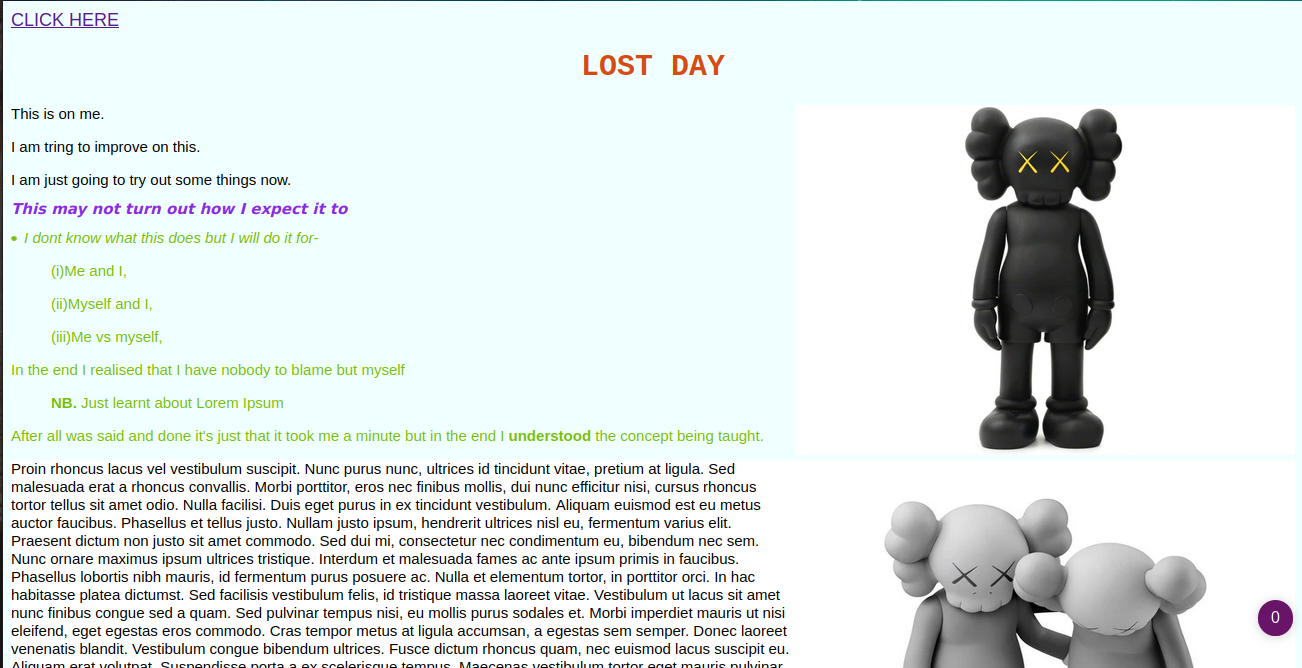 CLICK HERE
LOST DAY
This is on me.
I am tring to improve on this.
I am just going to try out some things now.
This may not turn out how I expect it to
• I dont know what this does but I will do it for-
(i)Me and I,
(ii)Myself and I,
(iii)Me vs myself,
In the end I realised that I have nobody to blame but myself
NB. Just learnt about Lorem Ipsum
After all was said and done it's just that it took me a minute but in the end I understood the concept being taught.
Proin rhoncus lacus vel vestibulum suscipit. Nunc purus nunc, ultrices id tincidunt vitae, pretium at ligula. Sed
malesuada erat a rhoncus convallis. Morbi porttitor, eros nec finibus mollis, dui nunc efficitur nisi, cursus rhoncus
tortor tellus sit amet odio. Nulla facilisi. Duis eget purus in ex tincidunt vestibulum. Aliquam euismod est eu metus
auctor faucibus. Phasellus et tellus justo. Nullam justo ipsum, hendrerit ultrices nisl eu, fermentum varius elit.
Praesent dictum non justo sit amet commodo. Sed dui mi, consectetur nec condimentum eu, bibendum nec sem.
Nunc ornare maximus ipsum ultrices tristique. Interdum et malesuada fames ac ante ipsum primis in faucibus.
Phasellus lobortis nibh mauris, id fermentum purus posuere ac. Nulla et elementum tortor, in porttitor orci. In hac
habitasse platea dictumst. Sed facilisis vestibulum felis, id tristique massa laoreet vitae. Vestibulum ut lacus sit amet
nunc finibus congue sed a quam. Sed pulvinar tempus nisi, eu mollis purus sodales et. Morbi imperdiet mauris ut nisi
eleifend, eget egestas eros commodo. Cras tempor metus at ligula accumsan, a egestas sem semper. Donec laoreet
venenatis blandit. Vestibulum congue bibendum ultrices. Fusce dictum rhoncus quam, nec euismod lacus suscipit eu.
Aliquam erat volutpat. Suspendisse porta a ex scelerisque tempus. Maecenas vestibulum tortor eget mauris pulvinar
0